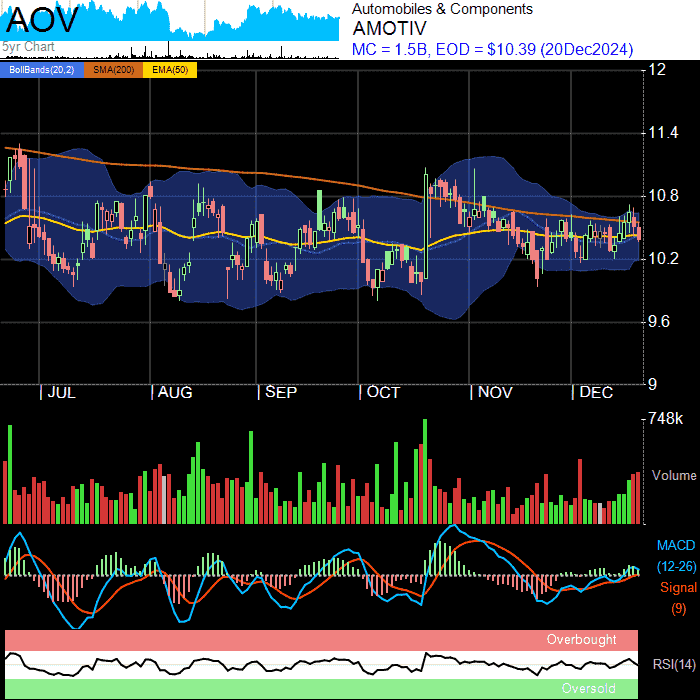 AOV
5yr Chart
Automobiles & Components
AMOTIV
MC = 1.5B, EOD = $10.39 (20Dec2024)
BollBands(20,2) SMA(200) EMA(50)
12
11.4
10.8
10.2
9.6
9
JUL AUG SEP OCT NOV DEC
748k
Volume
MACD
(12-26)
Signal
(9)
Overbought
RSI(14)
Oversold